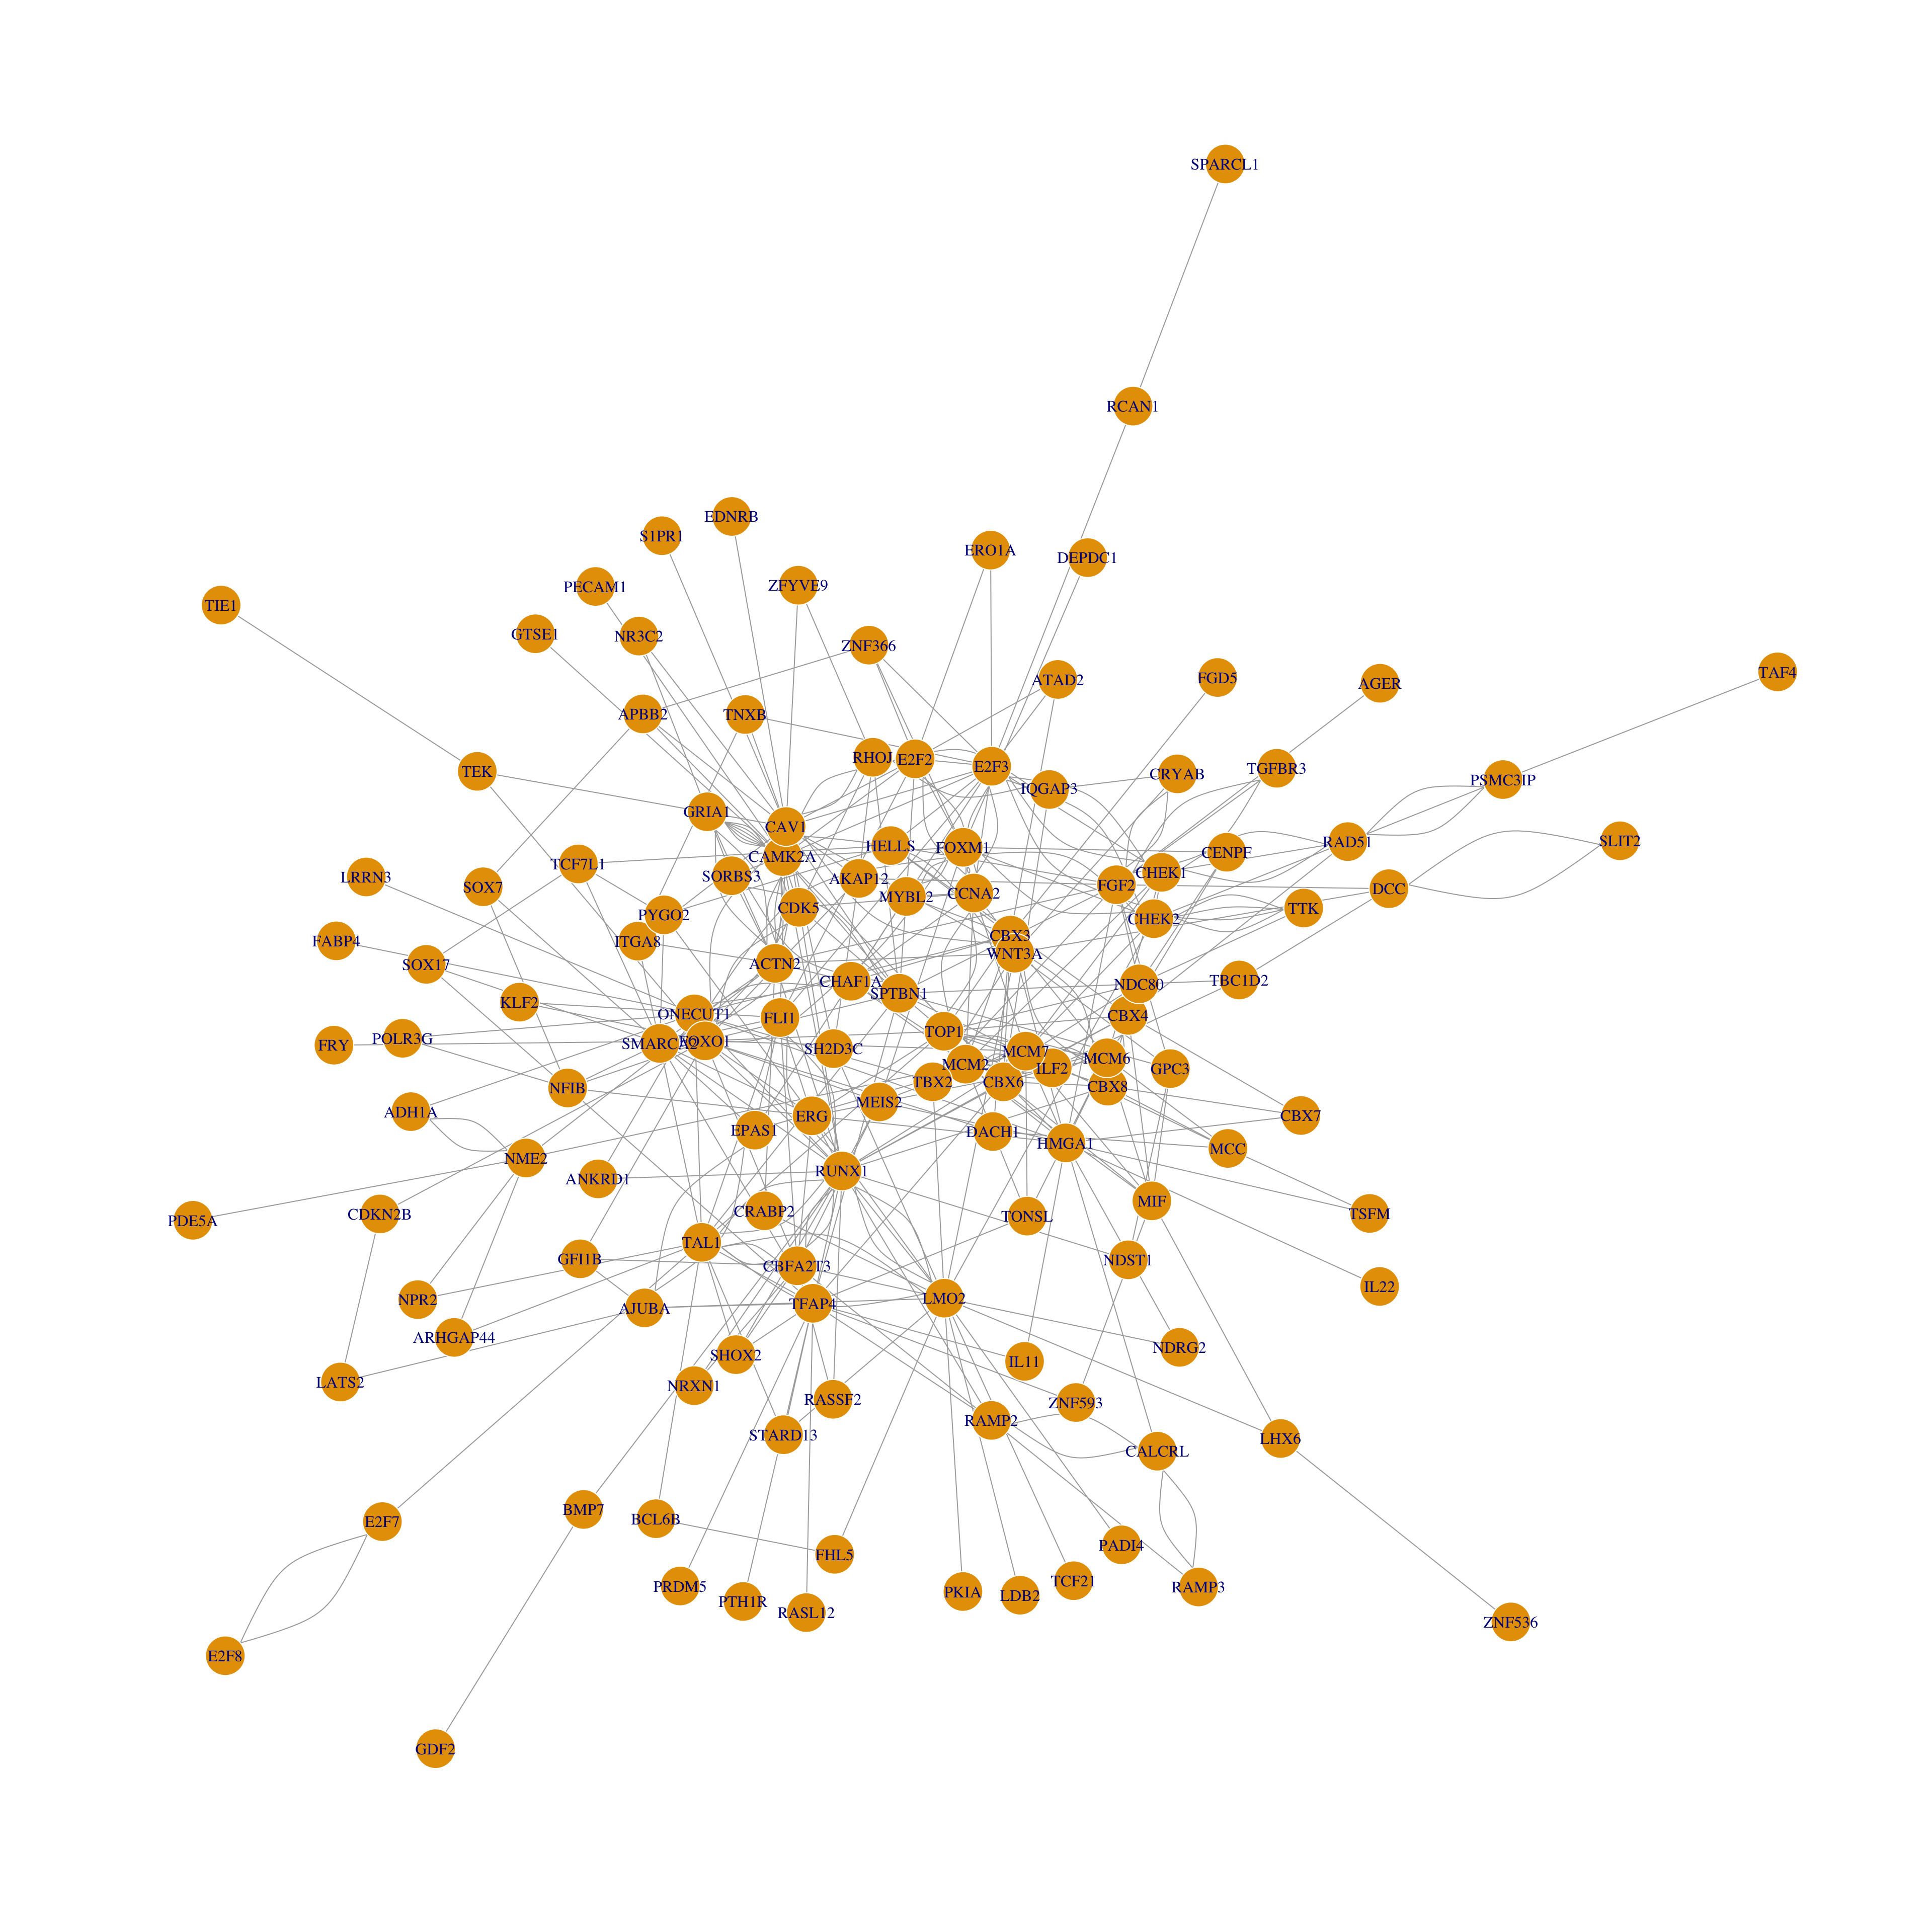 SPARCL1
RCAN1
EDNRB
S1PR1
ERO1A
DEPDC1
PECAM1
ZFYVE9
TIE1
GTSE1
NR3C2
ZNF366
ATAD2
FGD5
AGER
TAF4
APBB2
TNXB
RHOJ
E2F2
E2F3
TEK
CRYAB
TGFBR3
PSMC3IP
IQGAP3
GRIA1
CAV1
HELLS
FOXM1
RAD51
SLIT2
CAMK2A
CENPF
TCF7L1
LRRN3
SORBS3
AKAP12
CHEK1
SOX7
MYBL2
CCNA2
FGF2
DCC
PYGO2
CDK5
CHEK2
TTK
FABP4
ITGA8
CBX3
WNT3A
SOX17
ACTN2
CHAF1A
SPTBN1
NDC80
TBC1D2
KLF2
ONECUT1
FLI1
CBX4
FRY
POLR3G
SMARCA2
FOXO1
SH2D3C
TOP1
MCM7
MCM6
MCM2
ILF2
GPC3
NFIB
TBX2
CBX6
CBX8
ADH1A
MEIS2
ERG
CBX7
EPAS1
DACH1
HMGA1
MCC
NME2
ANKRD1
RUNX1
PDE5A
CDKN2B
CRABP2
TONSL
MIF
TSFM
TAL1
GFI1B
CBFA2T3
NDST1
IL22
NPR2
AJUBA
TFAP4
LMO2
ARHGAP44
SHOX2
IL11
NDRG2
LATS2
NRXN1
RASSF2
ZNF593
RAMP2
STARD13
CALCRL
LHX6
E2F7
BMP7
BCL6B
FHL5
PADI4
PRDM5
PTH1R
RASL12
PKIA
LDB2
TCF21
RAMP3
ZNF536
E2F8
GDF2